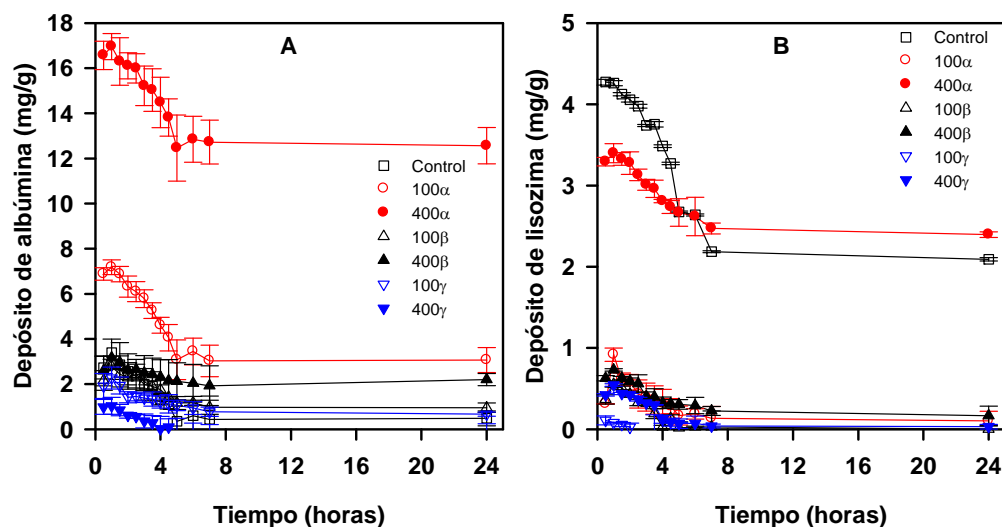 A
Depósito de albúmina (mg/g)
18
16
14
12
10
8
6
4
2
0
Control
100α
400α
100β
400β
100γ
400γ
0 4 8 12 16 20 24
Tiempo (horas)
B
Depósito de lisozima (mg/g)
5
4
3
2
1
0
Control
100α
400α
100β
400β
100γ
400γ
0 4 8 12 16 20 24
Tiempo (horas)